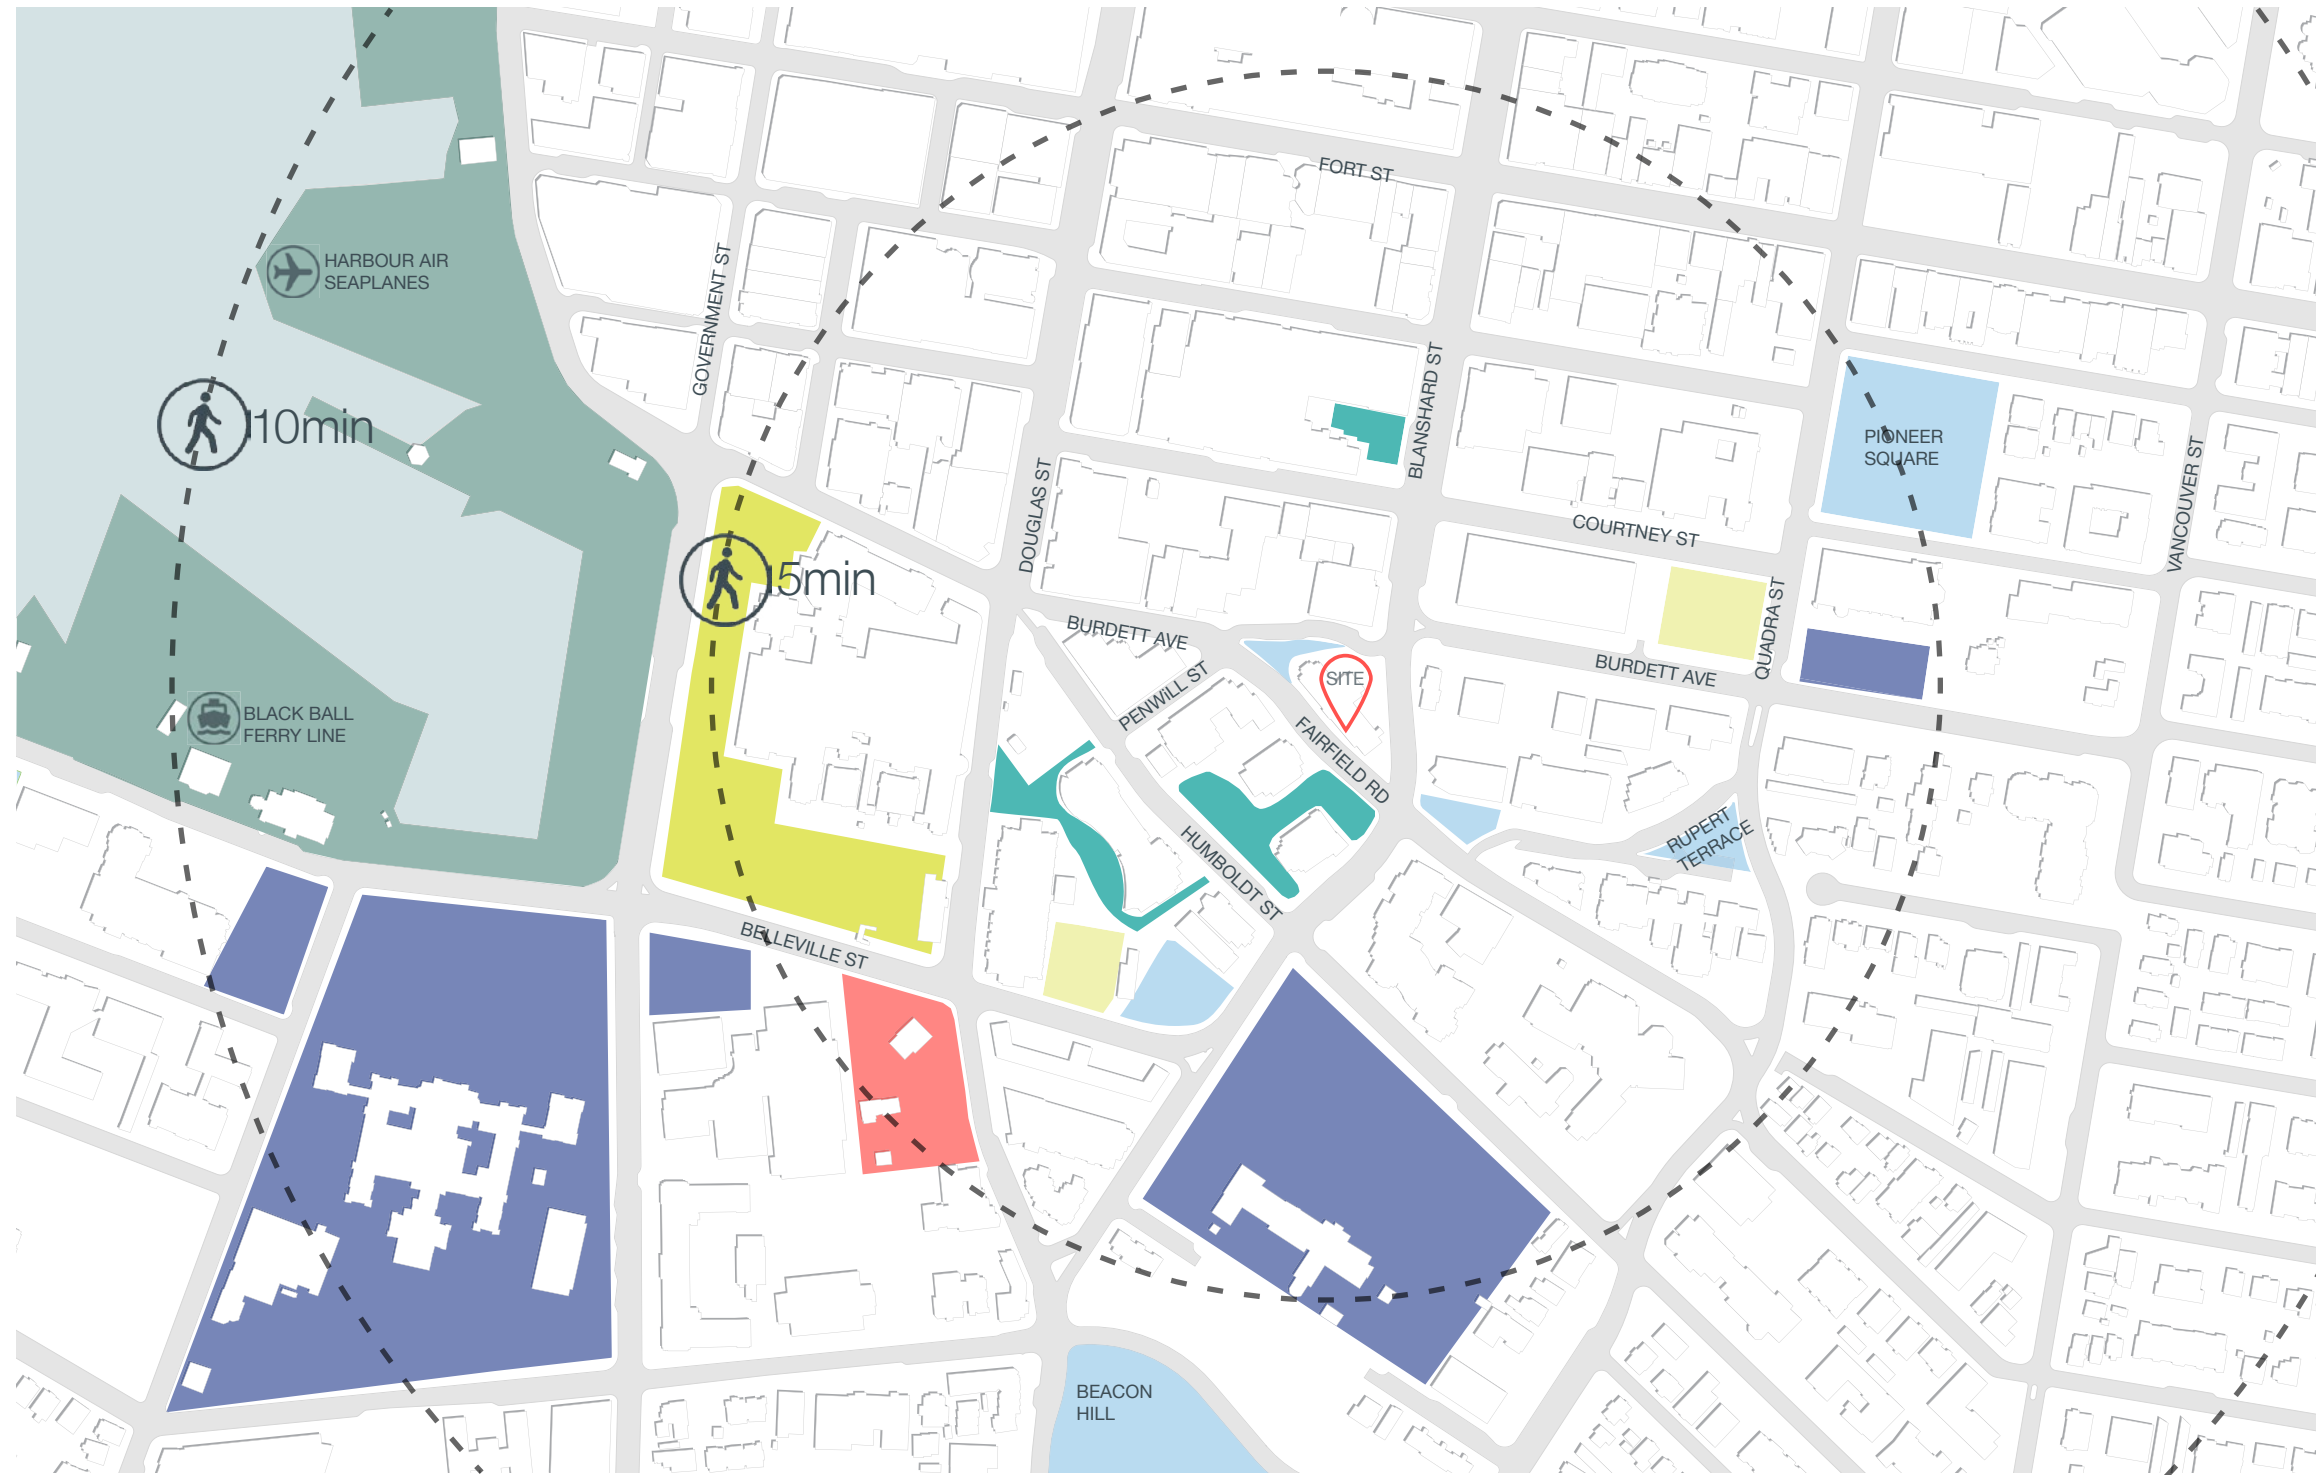 FORT ST
HARBOUR AIR
SEAPLANES
GOVERNMENT ST
BLANSHARD ST
10min
PIONEER
SQUARE
VANCOUVER ST
DOUGLAS ST
COURTNEY ST
5min
QUADRA ST
BURDETT AVE
BURDETT AVE
SITE
PENWiLL ST
BLACK BALL
FERRY LINE
FAIRFIELD RD
RUPERT
TERRACE
HUMBOLDT ST
BELLEVILLE ST
BEACON
HILL